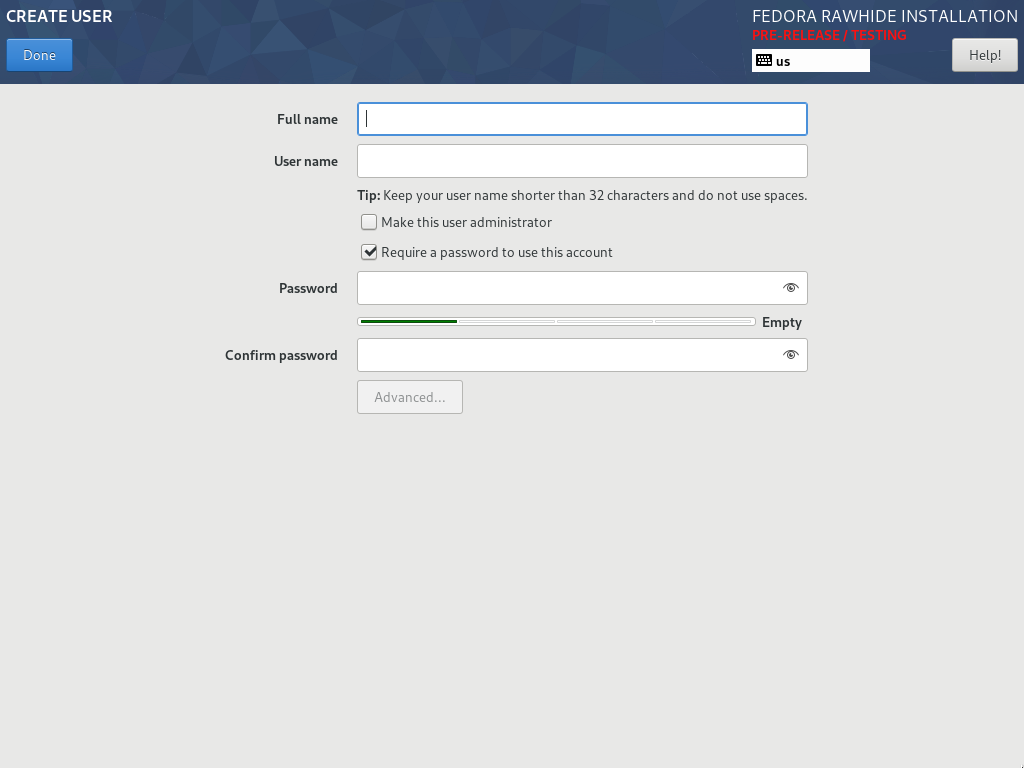 CREATE USER
FEDORA RAWHIDE INSTALLATION
PRE-RELEASE / TESTING
Done
us
Help!
Full name
User name
Tip: Keep your user name shorter than 32 characters and do not use spaces.
Make this user administrator
Require a password to use this account
Password
Empty
Confirm password
Advanced...